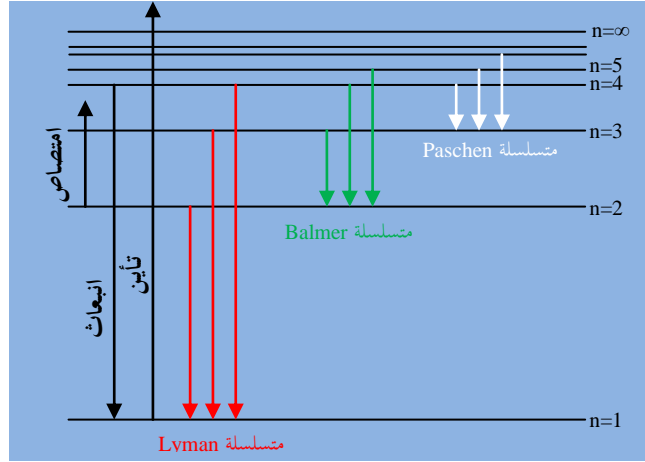 n=∞
n=5
n=4
n=3
متسلسلة Paschen
امتصاص
n=2
متسلسلة Balmer
تأين
انبعاث
n=1
متسلسلة Lyman